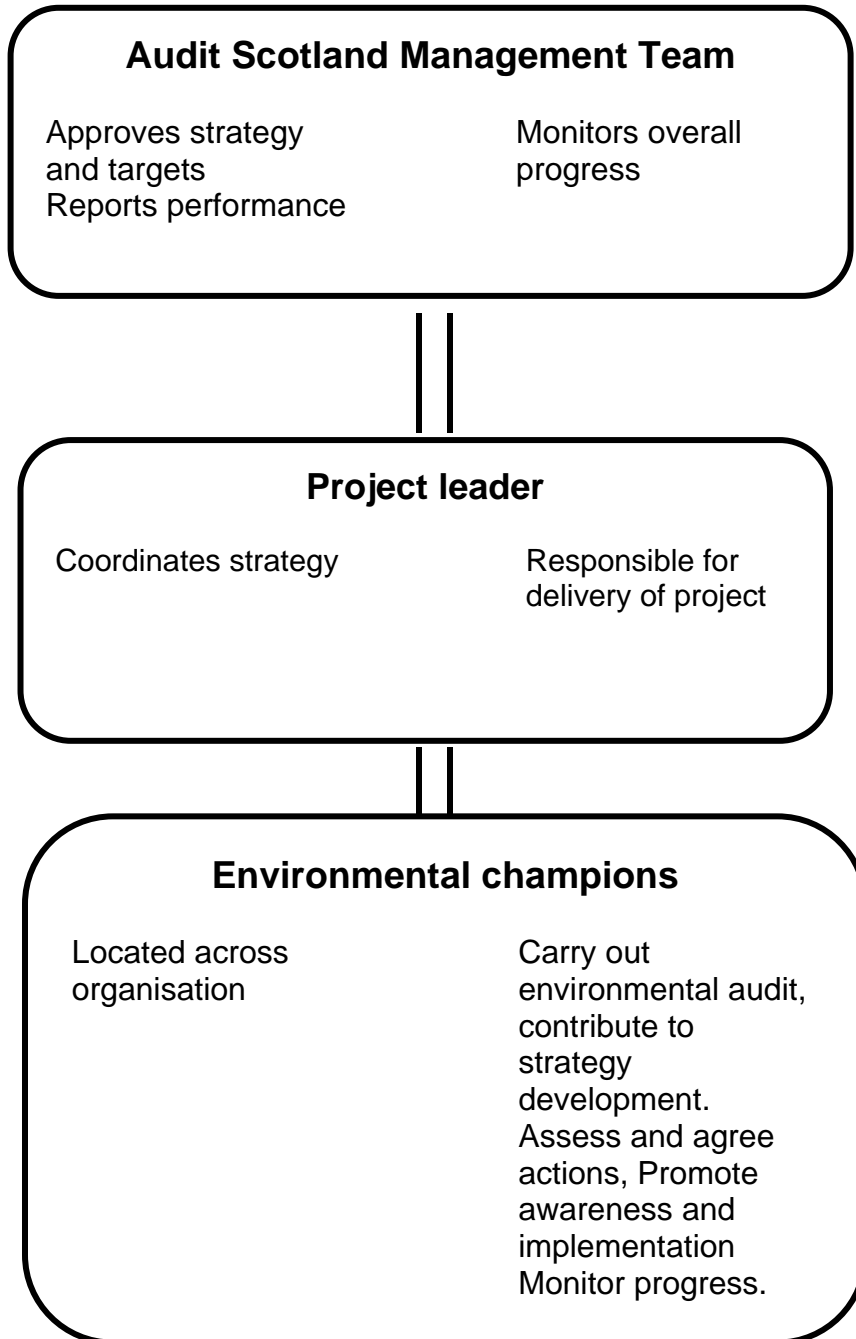 Audit Scotland Management Team
Approves strategy
and targets
Reports performance
Monitors overall
progress
Project leader
Coordinates strategy
Responsible for
delivery of project
Environmental champions
Located across
organisation
Carry out
environmental audit,
contribute to
strategy
development.
Assess and agree
actions, Promote
awareness and
implementation
Monitor progress.